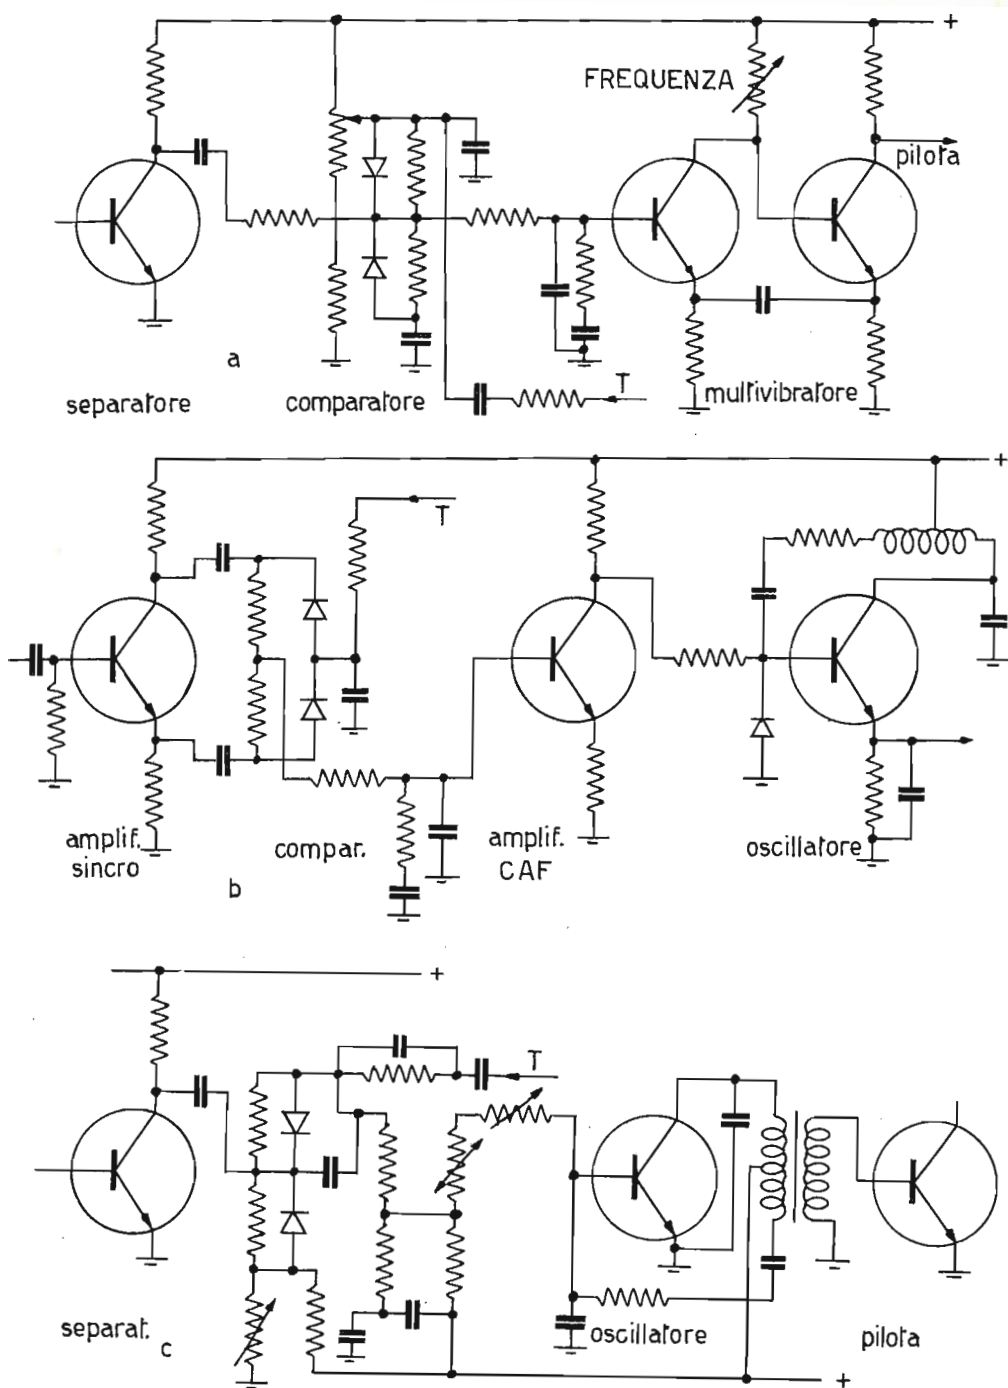 +
FREQUENZA
pilota
T
a
separatore
comparatore
multivibratore
+
T
amplif.
sincro
compar.
amplif.
CAF
oscillatore
b
+
T
separat.
c
oscillatore
pilota
+